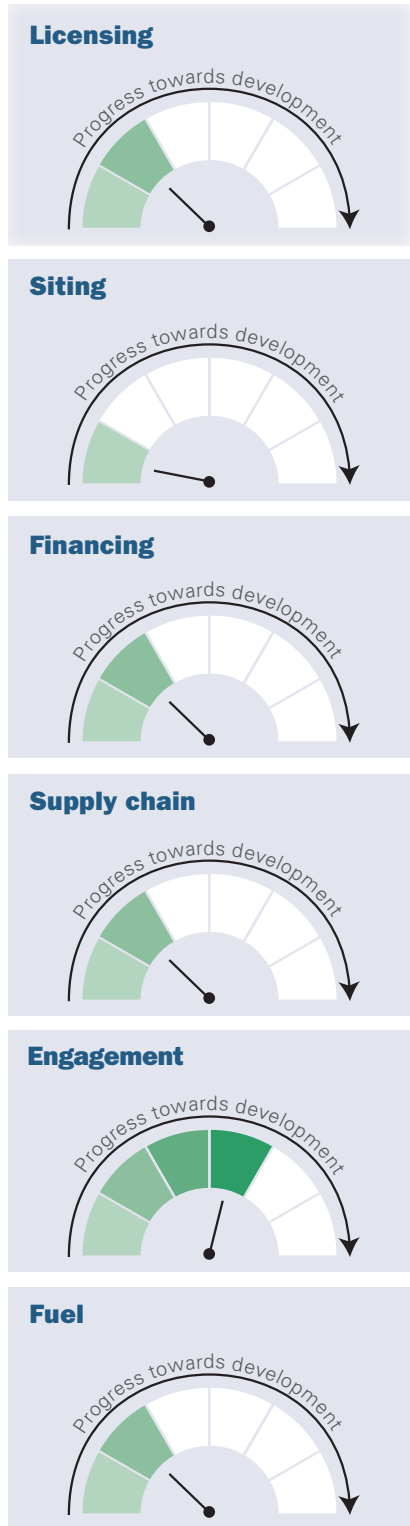 Licensing
Progress towards development
Siting
Progress towards development
Financing
Progress towards development
Supply chain
Progress towards development
Engagement
Progress towards development
Fuel
Progress towards development